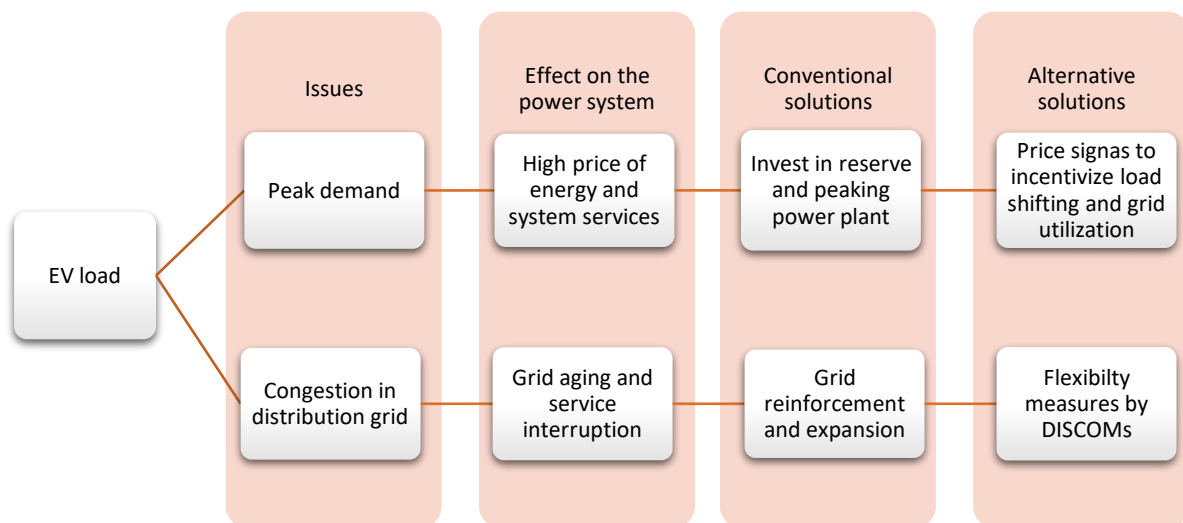 Issues
Effect on the
power system
Conventional
solutions
Alternative
solutions
EV load
Peak demand
High price of
energy and
system services
Invest in reserve
and peaking
power plant
Price signas to
incentivize load
shifting and grid
utilization
Congestion in
distribution grid
Grid aging and
service
interruption
Grid
reinforcement
and expansion
Flexibilty
measures by
DISCOMs